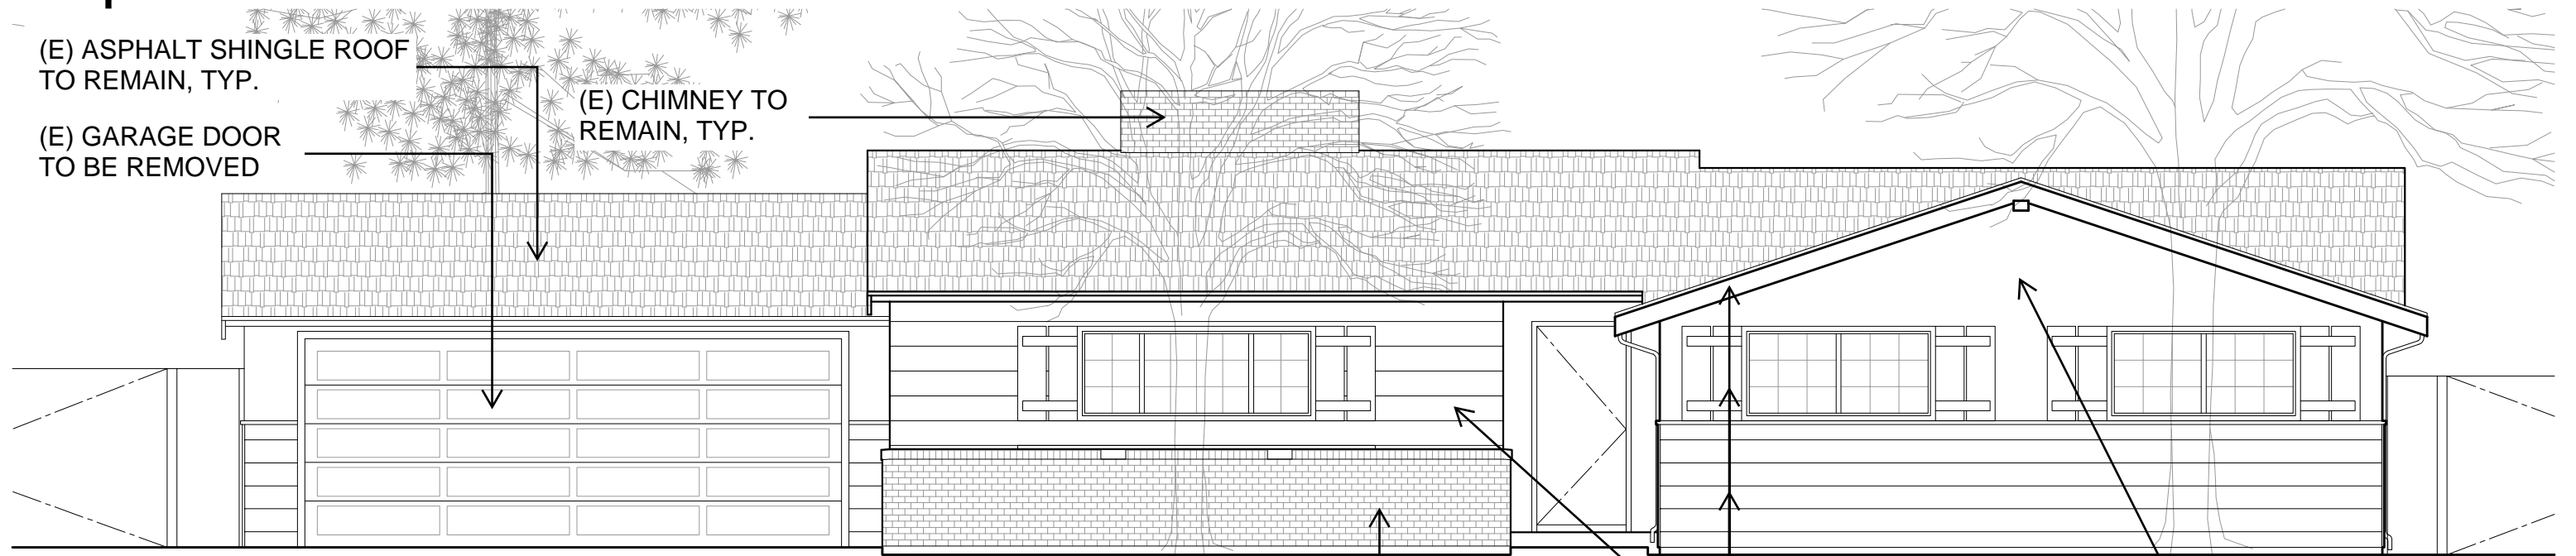 (E) ASPHALT SHINGLE ROOF
TO REMAIN, TYP.
(E) CHIMNEY TO
REMAIN, TYP.
(E) GARAGE DOOR
TO BE REMOVED